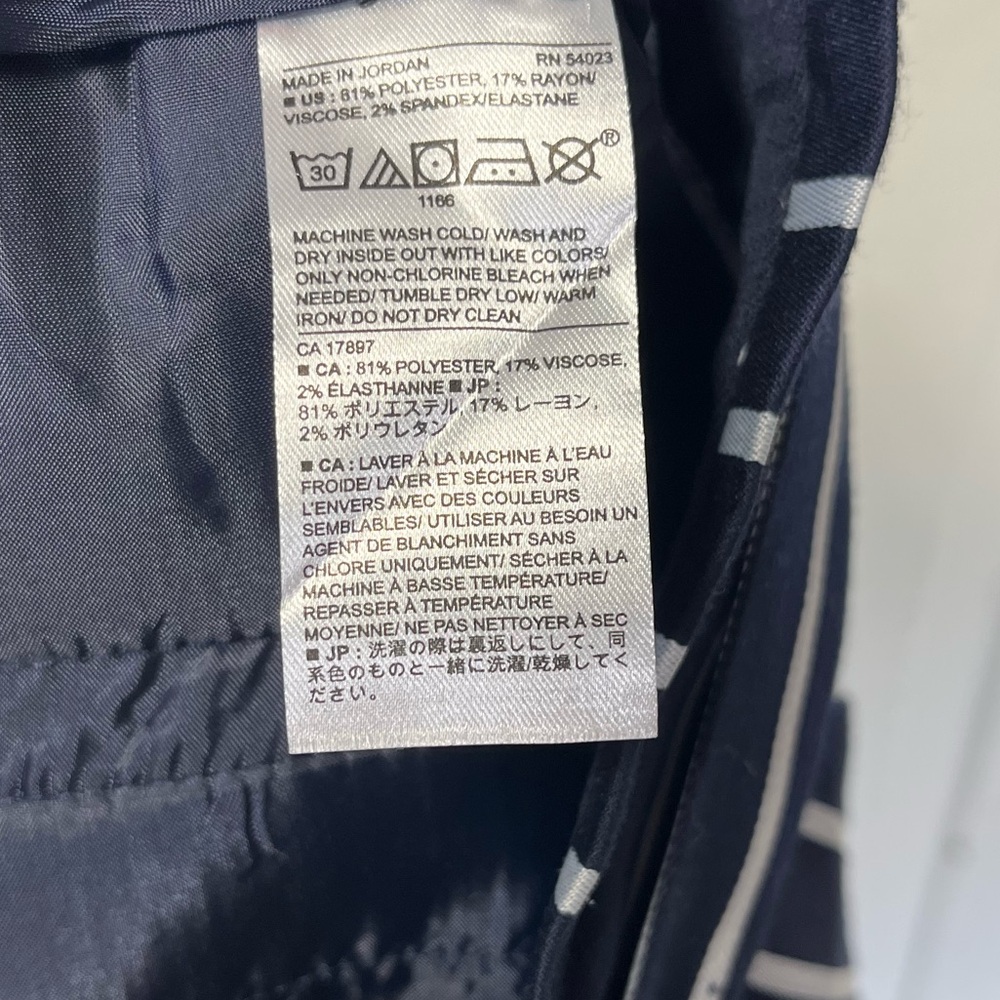 MADE IN JORDAN RN 54023
■ US : 81% POLYESTER, 17% RAYON/
VISCOSE, 2% SPANDEX/ELASTANE
30 ®
1166
MACHINE WASH COLD/ WASH AND
DRY INSIDE OUT WITH LIKE COLORS/
ONLY NON-CHLORINE BLEACH WHEN
NEEDED/ TUMBLE DRY LOW/ WARM
IRON/ DO NOT DRY CLEAN
CA 17897
■ CA : 81% POLYESTER, 17% VISCOSE,
2% ÉLASTHANNE ■ JP :
81% ポリエステル, 17% レーヨン,
2% ポリウレタン
■ CA : LAVER À LA MACHINE À L'EAU
FROIDE/ LAVER ET SÉCHER SUR
L'ENVERS AVEC DES COULEURS
SEMBLABLES/ UTILISER AU BESOIN UN
AGENT DE BLANCHIMENT SANS
CHLORE UNIQUEMENT/ SÉCHER À LA
MACHINE À BASSE TEMPÉRATURE/
REPASSER À TEMPÉRATURE
MOYENNE/ NE PAS NETTOYER À SEC
■ JP : 洗濯の際は裏返しにして、同
系色のものと一緒に洗濯/乾燥してく
ださい。